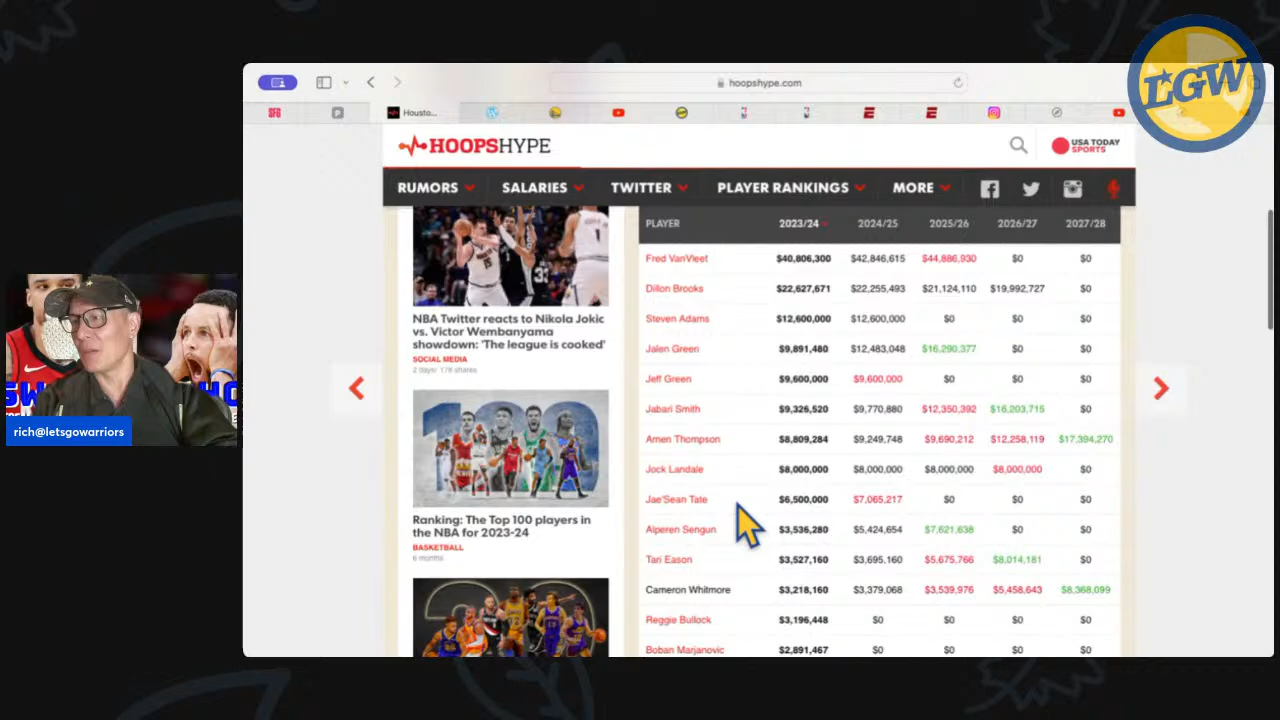 LGW
hoopshype.com
SFG
Housto...
HOOPSHYPE
USA TODAY
SPORTS
RUMORS
SALARIES
TWITTER
PLAYER RANKINGS
MORE
NBA Twitter reacts to Nikola Jokic
vs. Victor Wembanyama
showdown: 'The league is cooked'
SOCIAL MEDIA
2 days 178 shares
100
Ranking: The Top 100 players in
the NBA for 2023-24
BASKETBALL
6 months
PLAYER 2023/24 2024/25 2025/26 2026/27 2027/28
Fred VanVleet $40,806,300 $42,846,615 $44,886,930 $0 $0
Dillon Brooks $22,627,671 $22,255,493 $21,124,110 $19,992,727 $0
Steven Adams $12,600,000 $12,600,000 $0 $0 $0
Jalen Green $9,891,480 $12,483,048 $16,290,377 $0 $0
Jeff Green $9,600,000 $9,600,000 $0 $0 $0
Jabari Smith $9,326,520 $9,770,880 $12,350,392 $16,203,715 $0
Amen Thompson $8,809,284 $9,249,748 $9,690,212 $12,258,119 $17,394,270
Jock Landale $8,000,000 $8,000,000 $8,000,000 $8,000,000 $0
Jae'Sean Tate $6,500,000 $7,065,217 $0 $0 $0
Alperen Sengun $3,536,280 $5,424,654 $7,621,638 $0 $0
Tari Eason $3,527,160 $3,695,160 $5,675,766 $8,014,181 $0
Cameron Whitmore $3,218,160 $3,379,068 $3,539,976 $5,458,643 $8,368,099
Reggie Bullock $3,196,448 $0 $0 $0 $0
Boban Marjanovic $2,891,467 $0 $0 $0 $0
rich@letsgowarriors